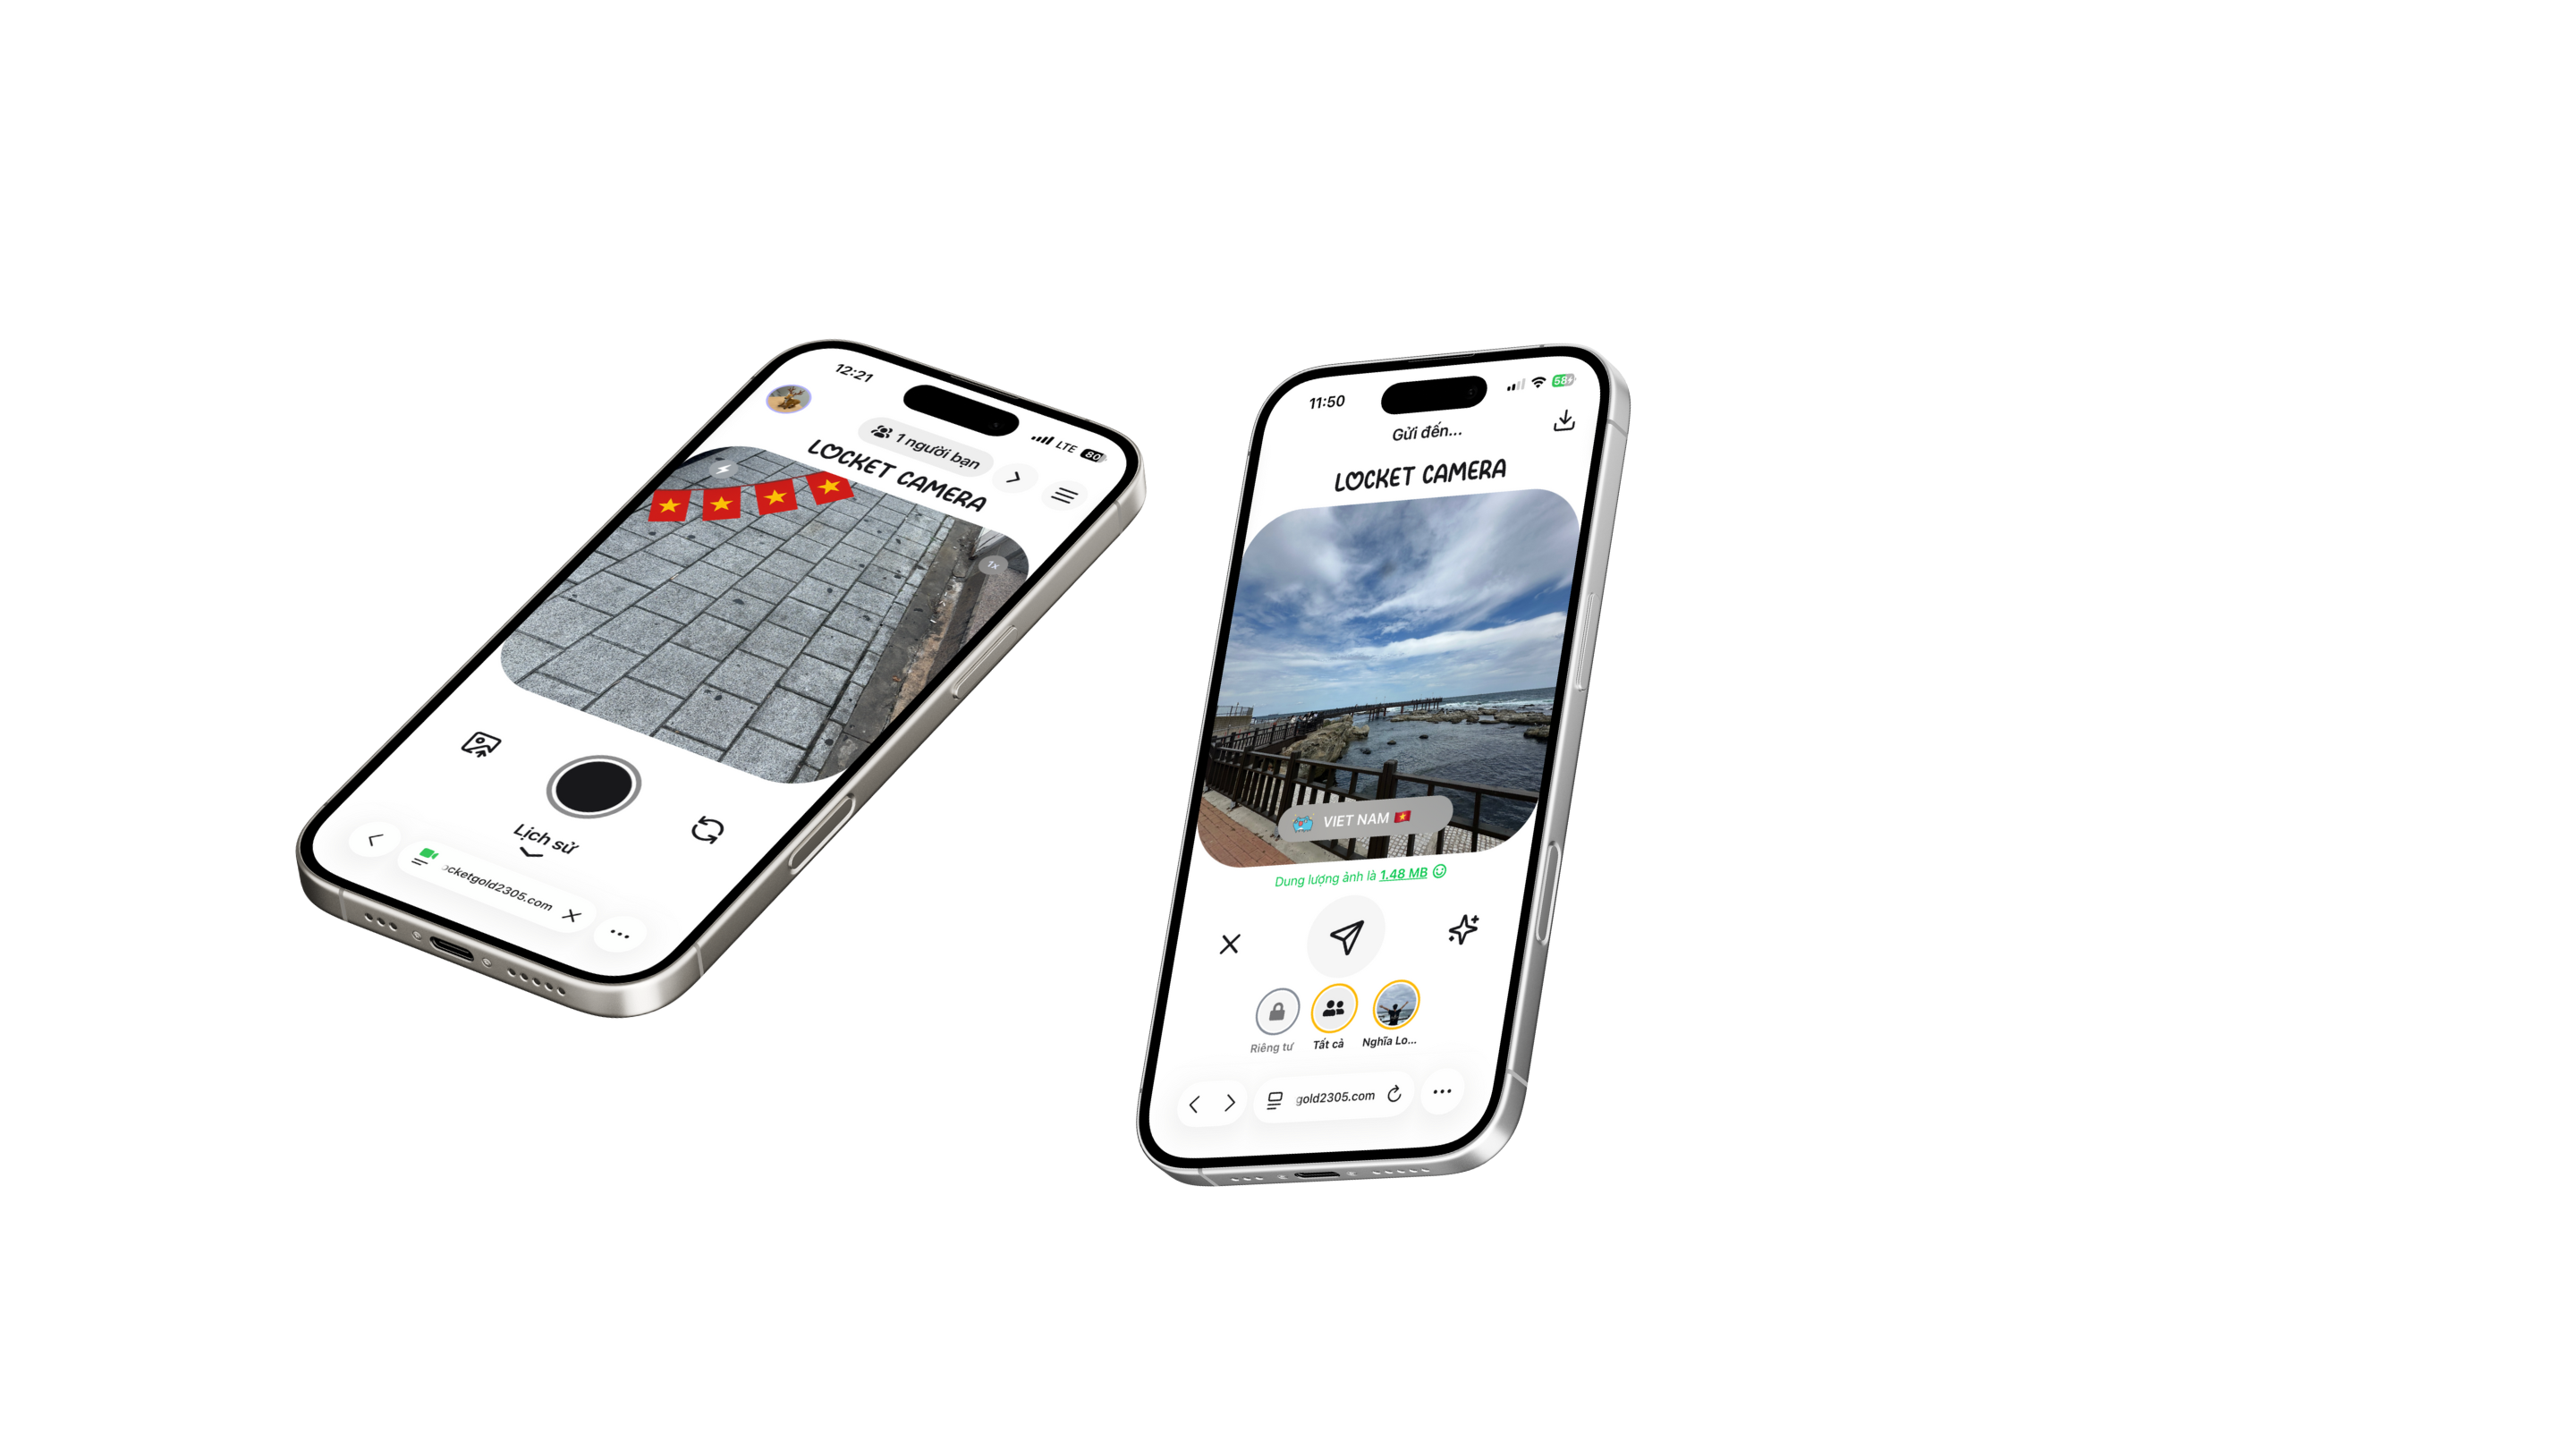 12:21
LTE 80
1 người bạn
LOCKET CAMERA
1x
Lịch sử
ocketgold2305.com
11:50
58
Gửi đến...
LOCKET CAMERA
VIET NAM 🇻🇳
Dung lượng ảnh là 1.48 MB
Riêng tư
Tất cả
Nghĩa Lo...
gold2305.com